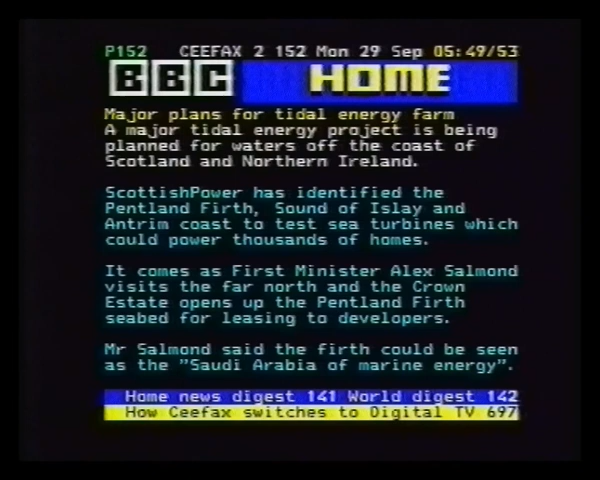 P152 CEEFAX 2 152 Mon 29 Sep 05:49/53
BBC HOME
Major plans for tidal energy farm
A major tidal energy project is being
planned for waters off the coast of
Scotland and Northern Ireland.
ScottishPower has identified the
Pentland Firth, Sound of Islay and
Antrim coast to test sea turbines which
could power thousands of homes.
It comes as First Minister Alex Salmond
visits the far north and the Crown
Estate opens up the Pentland Firth
seabed for leasing to developers.
Mr Salmond said the firth could be seen
as the "Saudi Arabia of marine energy".
Home news digest 141 World digest 142
How Ceefax switches to Digital TV 697